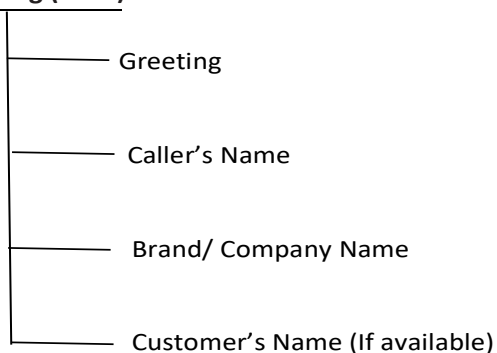 Greeting
Caller’s Name
Brand/ Company Name
Customer’s Name (If available)